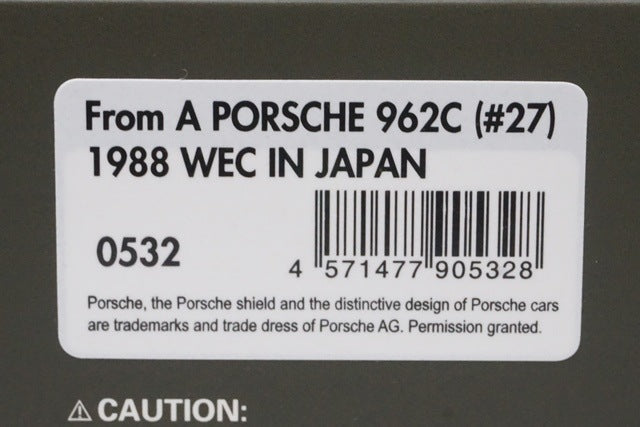 From A PORSCHE 962C (#27)
1988 WEC IN JAPAN
0532
4 571477 905328
Porsche, the Porsche shield and the distinctive design of Porsche cars
are trademarks and trade dress of Porsche AG. Permission granted.
⚠ CAUTION: